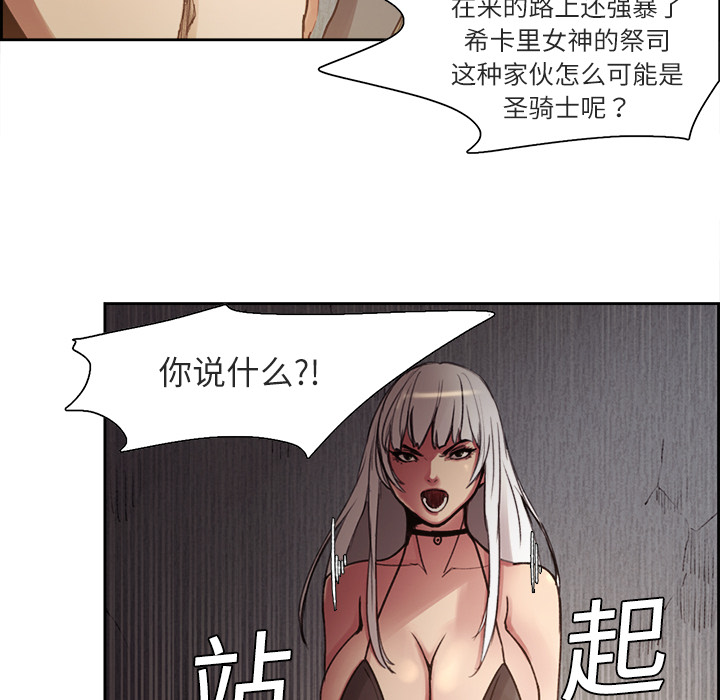 在来的路上还强暴了
希卡里女神的祭司
这种家伙怎么可能是
圣骑士呢？
你说什么?!
站起